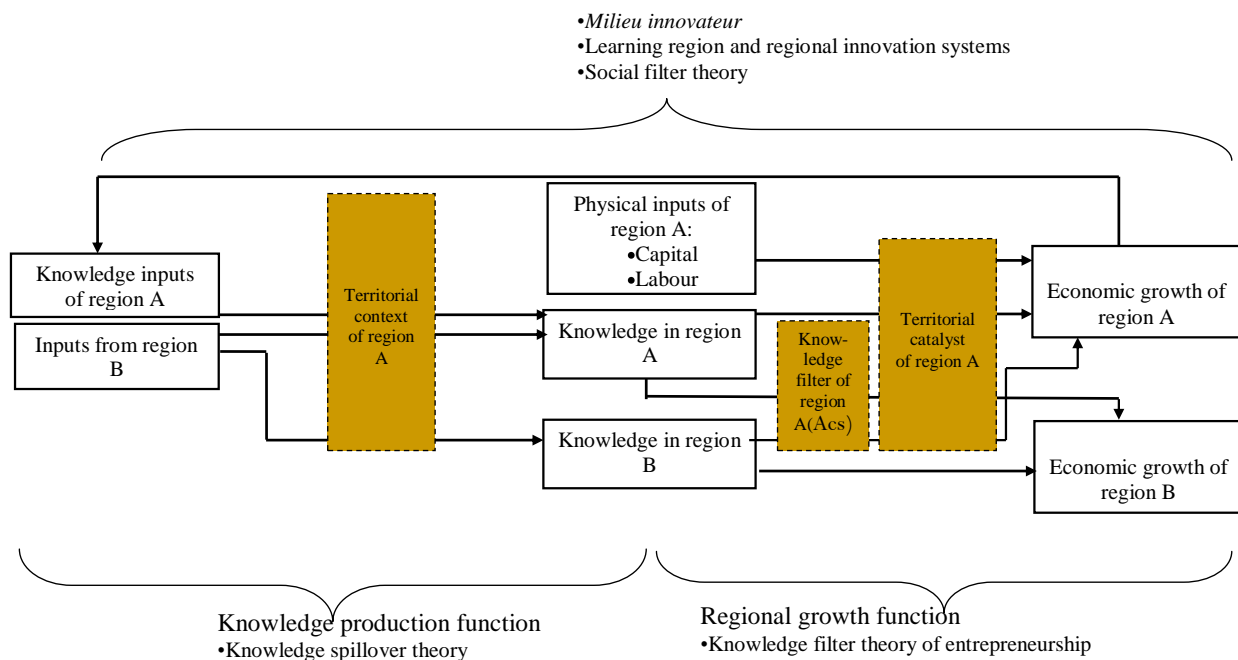 •Milieu innovateur
•Learning region and regional innovation systems
•Social filter theory
Physical inputs of
region A:
•Capital
•Labour
Knowledge inputs
of region A
Inputs from region
B
Territorial
context
of region
A
Knowledge in region
A
Know-
ledge
filter of
region
A(Acs)
Territorial
catalyst
of region A
Economic growth of
region A
Knowledge in region
B
Economic growth of
region B
Knowledge production function
•Knowledge spillover theory
Regional growth function
•Knowledge filter theory of entrepreneurship